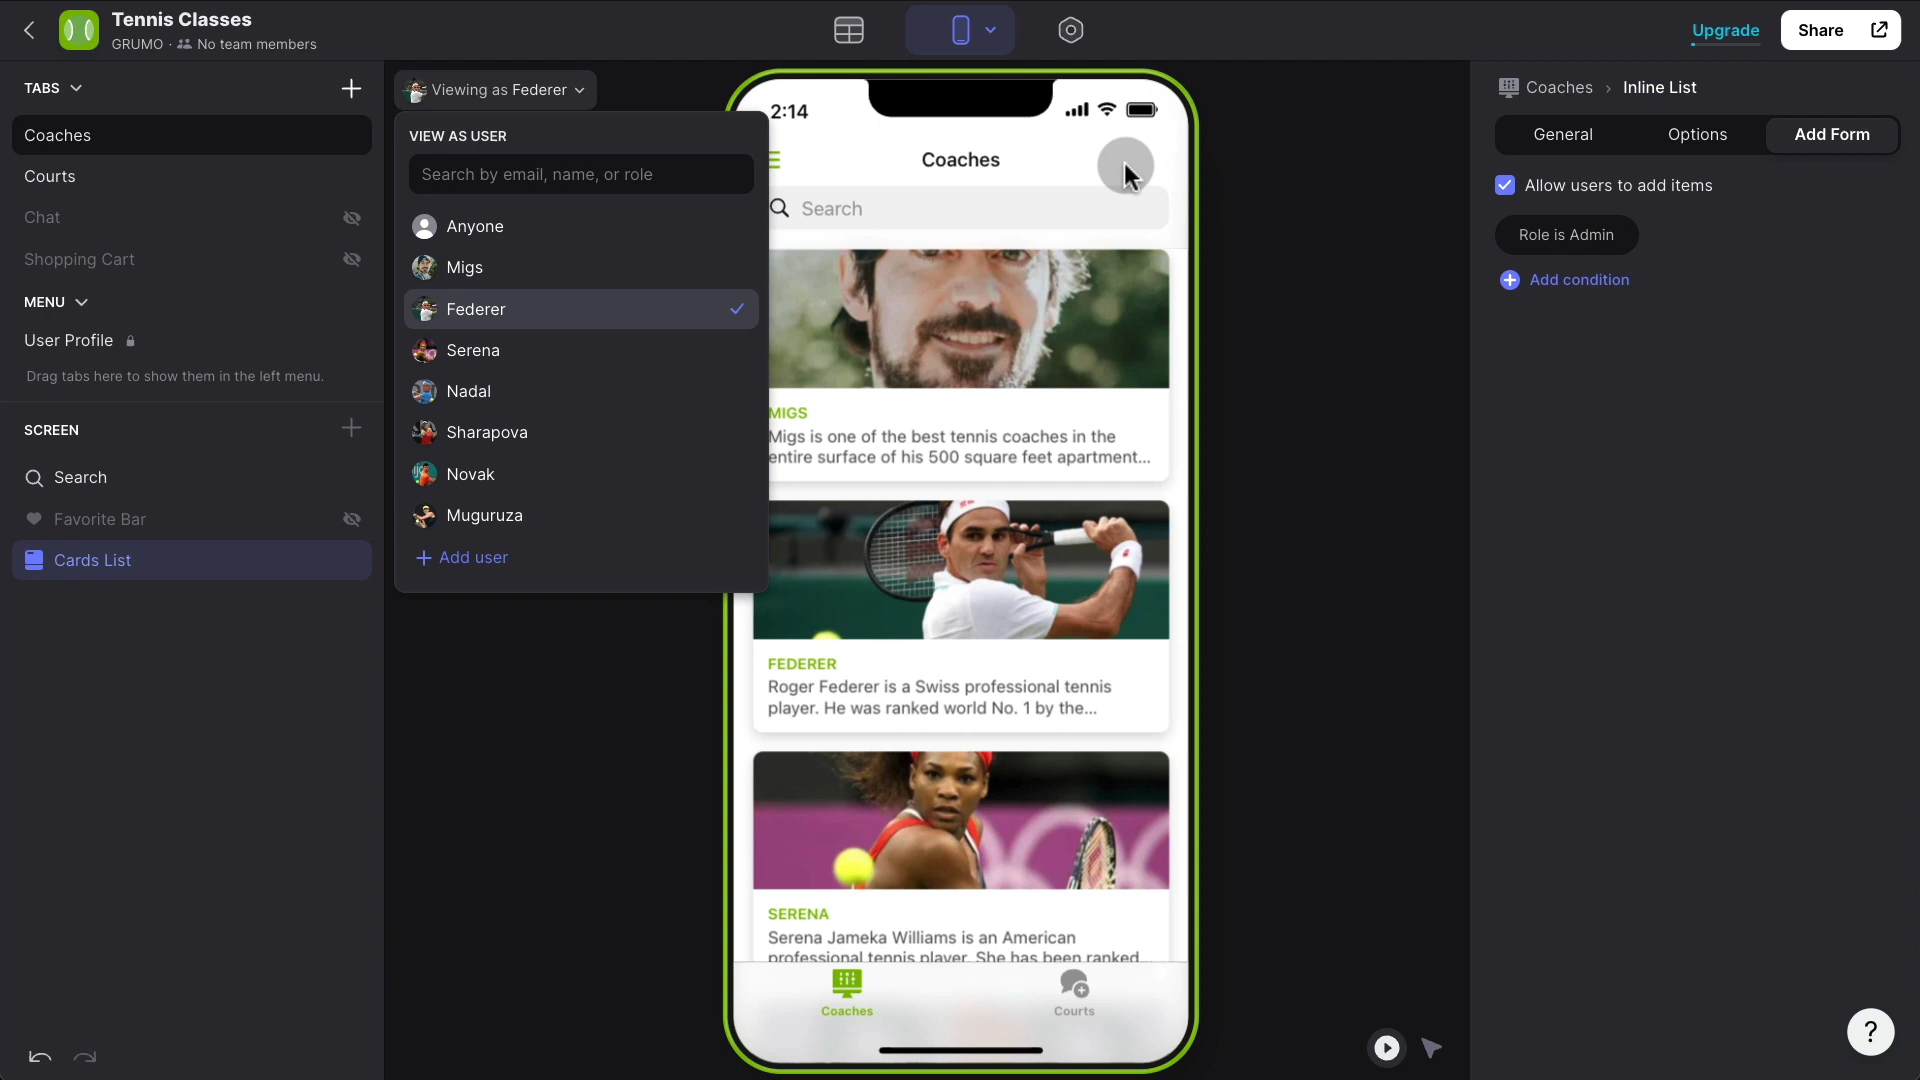 Tennis Classes
GRUMO · No team members
Upgrade
Share
TABS
Coaches
Courts
Chat
Shopping Cart
MENU
User Profile
Drag tabs here to show them in the left menu.
SCREEN
Search
Favorite Bar
Cards List
Viewing as Federer
VIEW AS USER
Search by email, name, or role
Anyone
Migs
Federer
Serena
Nadal
Sharapova
Novak
Muguruza
Add user
2:14
Coaches
Search
MIGS
Migs is one of the best tennis coaches in the
entire surface of his 500 square feet apartment...
FEDERER
Roger Federer is a Swiss professional tennis
player. He was ranked world No. 1 by the...
SERENA
Serena Jameka Williams is an American
professional tennis player. She has been ranked...
Coaches
Courts
Coaches › Inline List
General
Options
Add Form
Allow users to add items
Role is Admin
Add condition
?